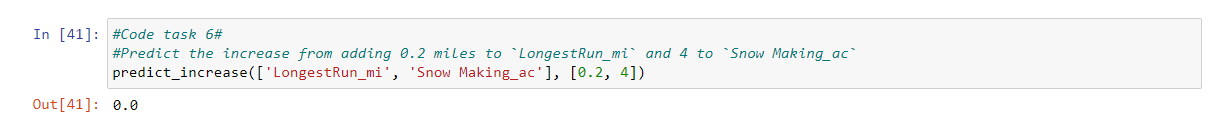 In [41]: #Code task 6#
#Predict the increase from adding 0.2 miles to `LongestRun_mi` and 4 to `Snow Making_ac`
predict_increase(['LongestRun_mi', 'Snow Making_ac'], [0.2, 4])
Out[41]: 0.0